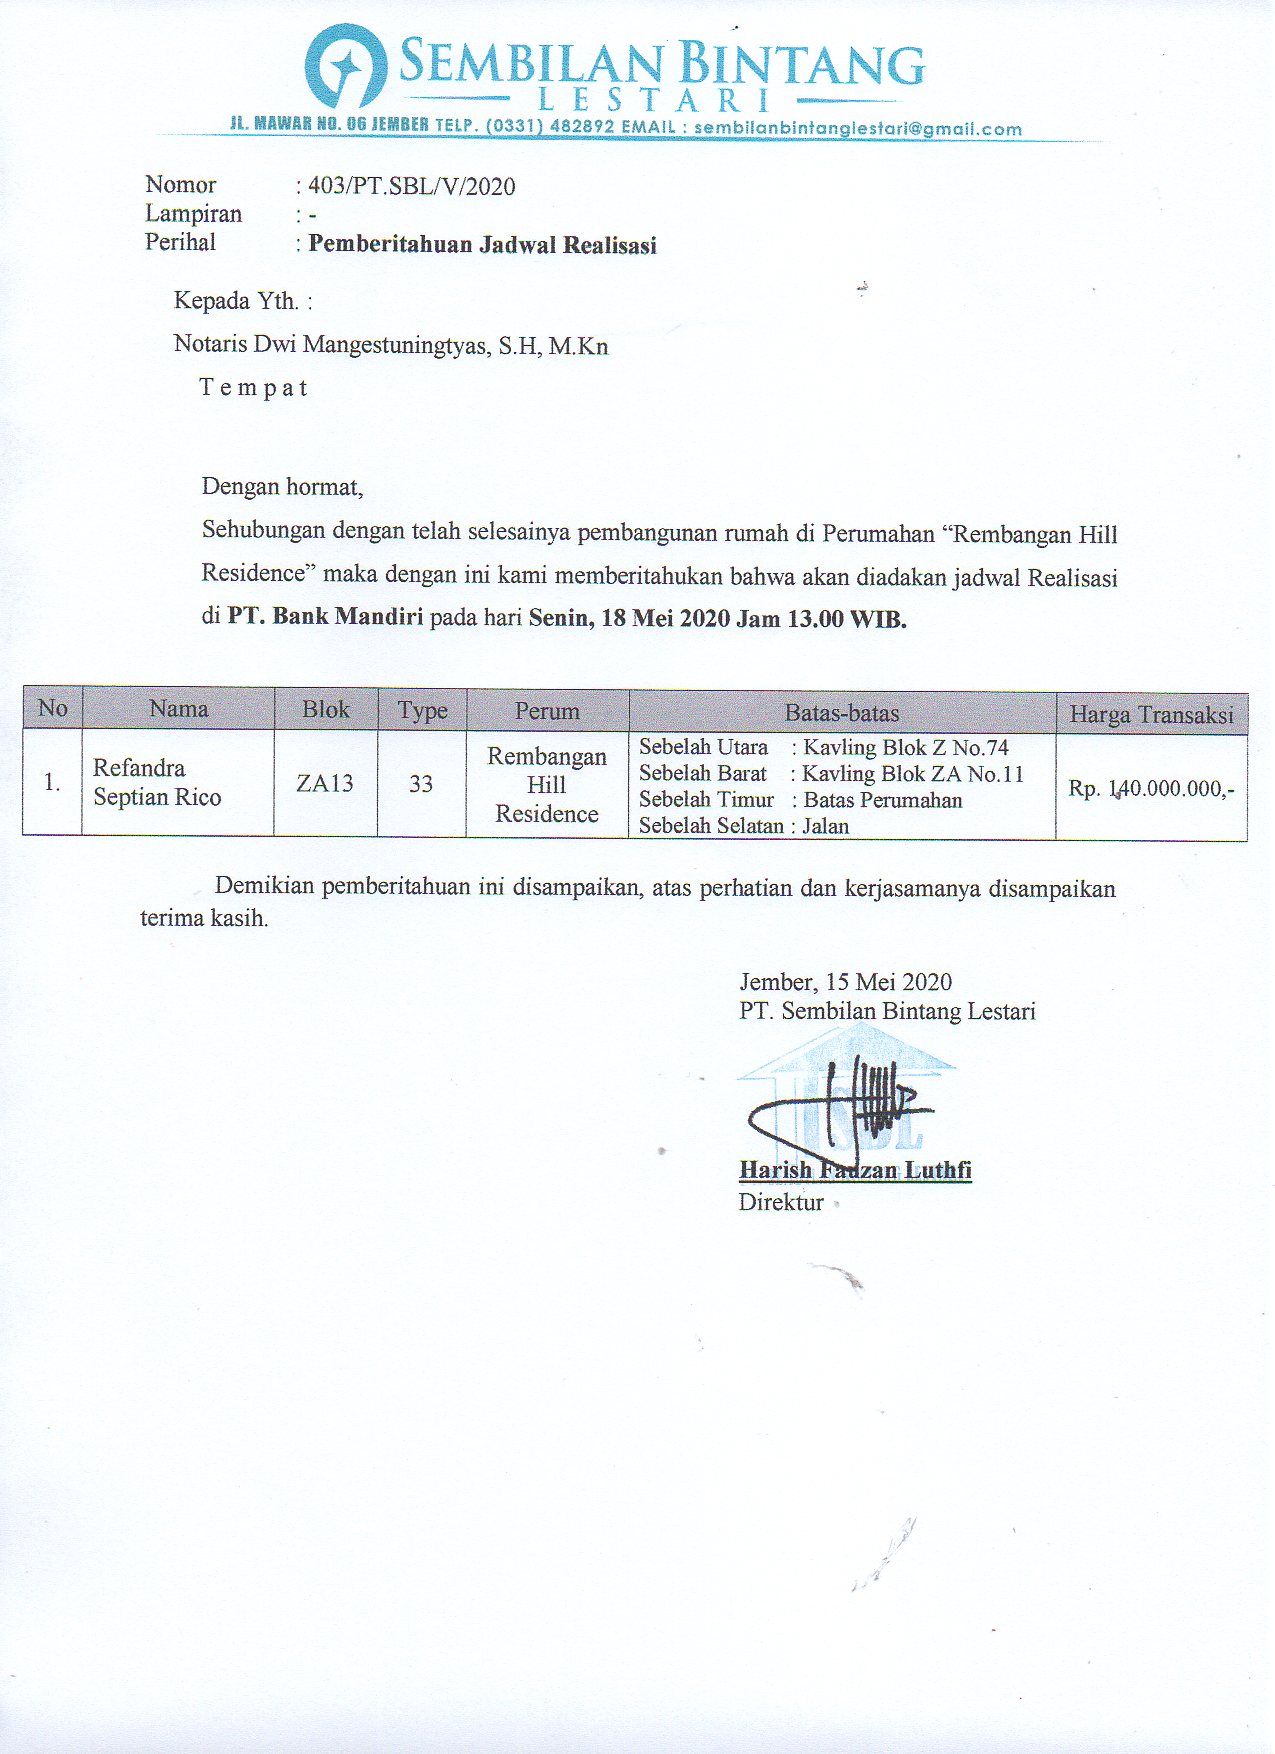 SEMBILAN BINTANG
LESTARI
JL. MAWAR NO. 06 JEMBER TELP. (0331) 482892 EMAIL : sembilanbintanglestari@gmail.com
Nomor : 403/PT.SBL/V/2020
Lampiran : -
Perihal : Pemberitahuan Jadwal Realisasi
Kepada Yth. :
Notaris Dwi Mangestuningtyas, S.H, M.Kn
T e m p a t
Dengan hormat,
Sehubungan dengan telah selesainya pembangunan rumah di Perumahan “Rembangan Hill
Residence” maka dengan ini kami memberitahukan bahwa akan diadakan jadwal Realisasi
di PT. Bank Mandiri pada hari Senin, 18 Mei 2020 Jam 13.00 WIB.
No Nama Blok Type Perum Batas-batas Harga Transaksi
1. Refandra Septian Rico ZA13 33 Rembangan Hill Residence
Sebelah Utara : Kavling Blok Z No.74
Sebelah Barat : Kavling Blok ZA No.11
Sebelah Timur : Batas Perumahan
Sebelah Selatan : Jalan
Rp. 140.000.000,-
Demikian pemberitahuan ini disampaikan, atas perhatian dan kerjasamanya disampaikan
terima kasih.
Jember, 15 Mei 2020
PT. Sembilan Bintang Lestari
SBL
Harish Fauzan Luthfi
Direktur